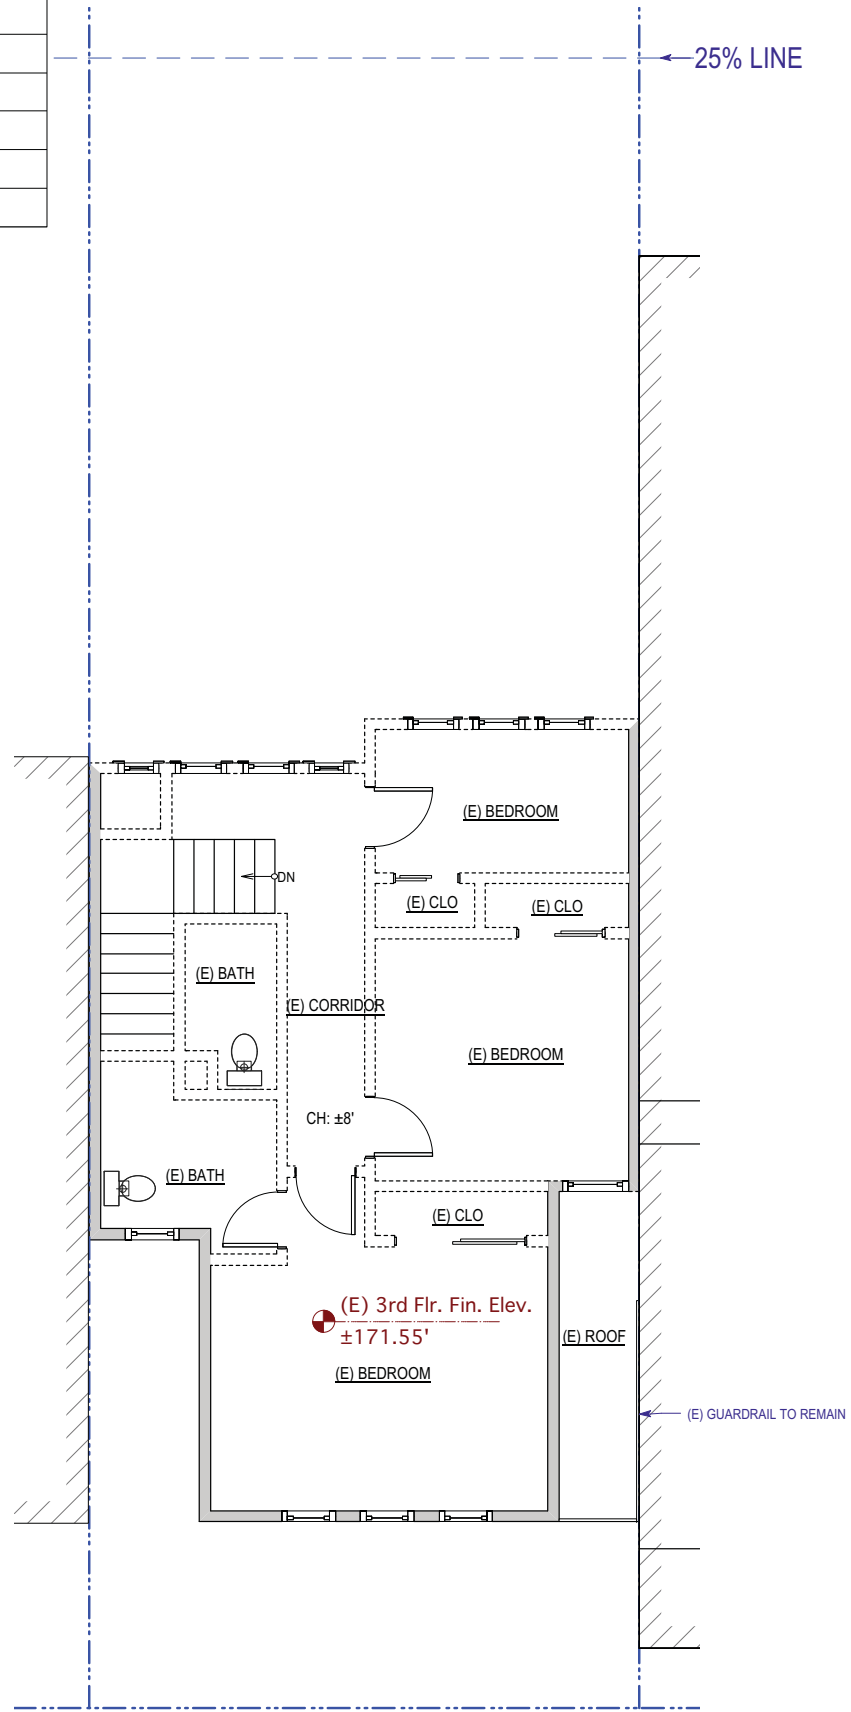 25% LINE
(E) BEDROOM
DN
(E) CLO
(E) CLO
(E) BATH
(E) CORRIDOR
(E) BEDROOM
CH: ±8'
(E) BATH
(E) CLO
(E) 3rd Flr. Fin. Elev.
±171.55'
(E) ROOF
(E) BEDROOM
(E) GUARDRAIL TO REMAIN